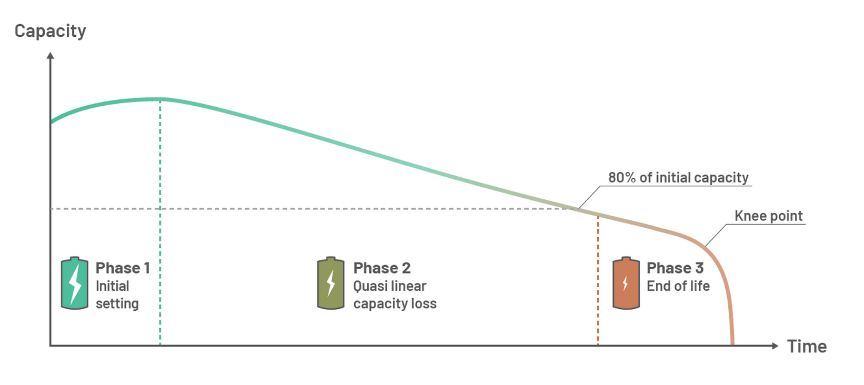 Capacity
80% of initial capacity
Knee point
Phase 1
Initial
setting
Phase 2
Quasi linear
capacity loss
Phase 3
End of life
Time